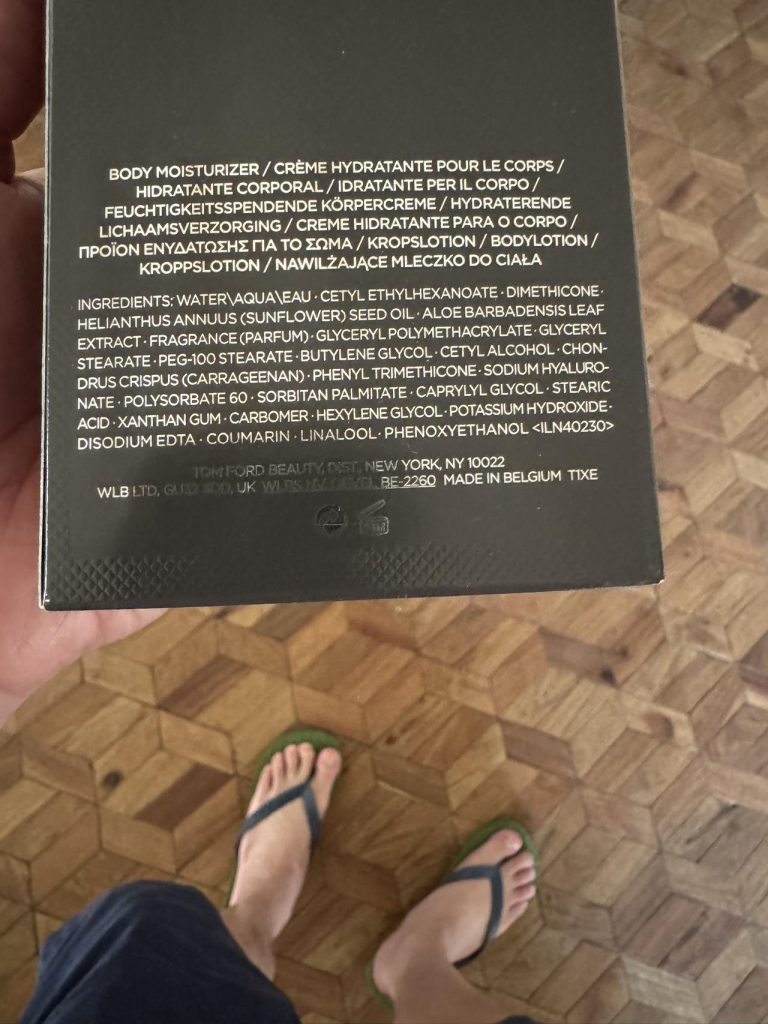 BODY MOISTURIZER / CRÈME HYDRATANTE POUR LE CORPS /
HIDRATANTE CORPORAL / IDRATANTE PER IL CORPO /
FEUCHTIGKEITSSPENDENDE KÖRPERCREME / HYDRATERENDE
LICHAAMSVERZORGING / CREME HIDRATANTE PARA O CORPO /
ΠΡΟΪΟΝ ΕΝΥΔΑΤΩΣΗΣ ΓΙΑ ΤΟ ΣΩΜΑ / KROPSLOTION / BODYLOTION /
KROPPSLOTION / NAWILŻAJĄCE MLECZKO DO CIAŁA
INGREDIENTS: WATER\AQUA\EAU · CETYL ETHYLHEXANOATE · DIMETHICONE ·
HELIANTHUS ANNUUS (SUNFLOWER) SEED OIL · ALOE BARBADENSIS LEAF
EXTRACT · FRAGRANCE (PARFUM) · GLYCERYL POLYMETHACRYLATE · GLYCERYL
STEARATE · PEG-100 STEARATE · BUTYLENE GLYCOL · CETYL ALCOHOL · CHON-
DRUS CRISPUS (CARRAGEENAN) · PHENYL TRIMETHICONE · SODIUM HYALURO-
NATE · POLYSORBATE 60 · SORBITAN PALMITATE · CAPRYLYL GLYCOL · STEARIC
ACID · XANTHAN GUM · CARBOMER · HEXYLENE GLYCOL · POTASSIUM HYDROXIDE ·
DISODIUM EDTA · COUMARIN · LINALOOL · PHENOXYETHANOL <ILN40230>
TOM FORD BEAUTY, DIST. NEW YORK, NY 10022
WLB LTD, UK BE-2260 MADE IN BELGIUM T1XE